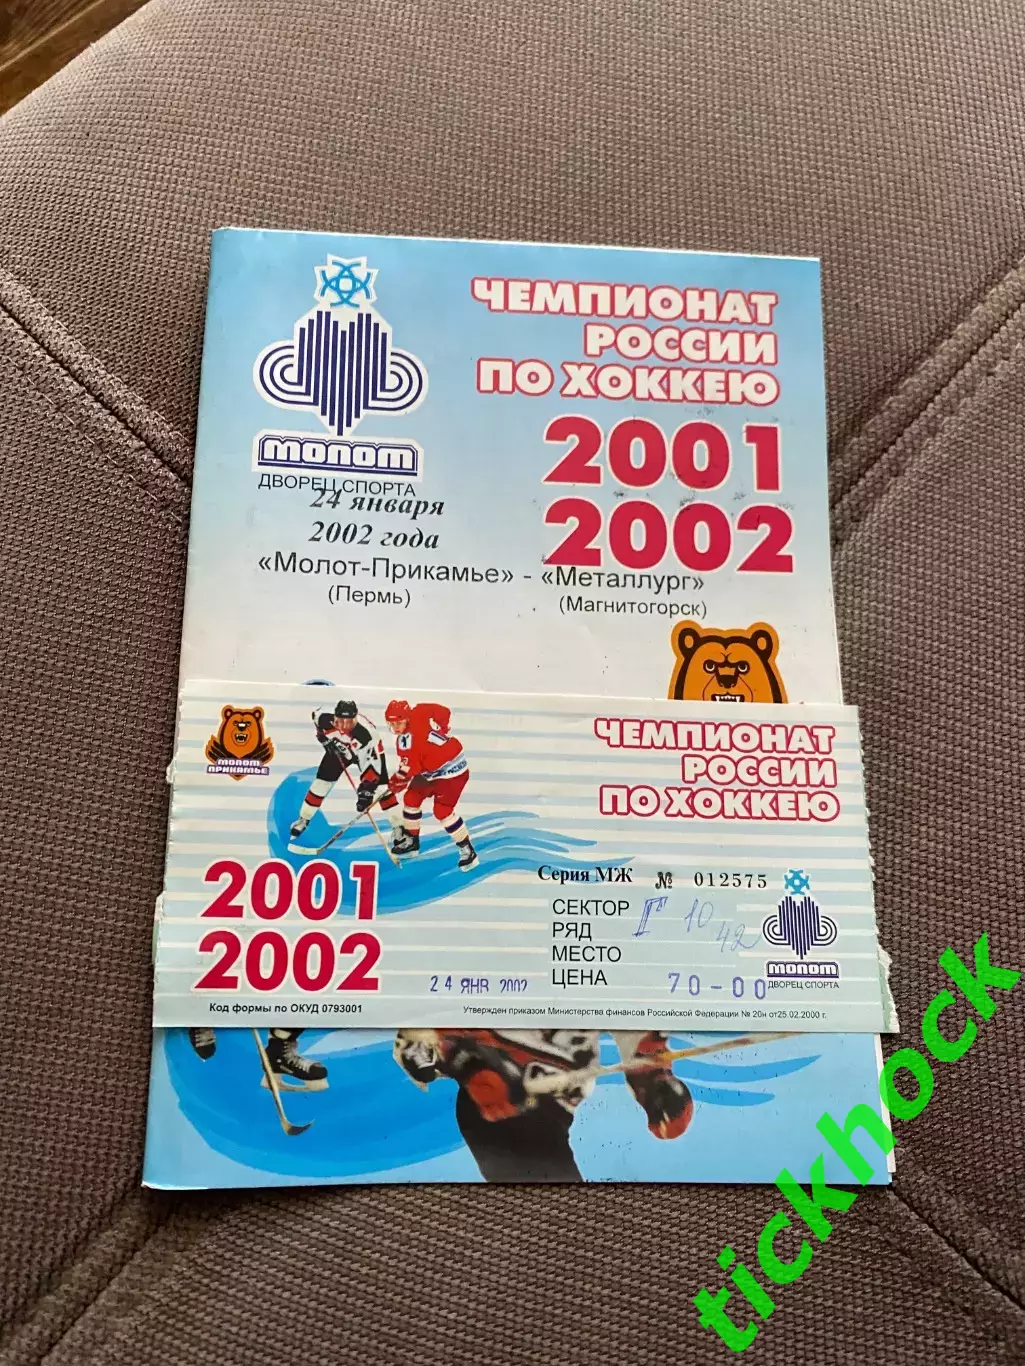 ЧЕМПИОНАТ
РОССИИ
ПО ХОККЕЮ
2001
2002
МОЛОТ
ДВОРЕЦ СПОРТА
24 января
2002 года
«Молот-Прикамье» - «Металлург»
(Пермь)
(Магнитогорск)
МОЛОТ
ПРИКАМЬЕ
ЧЕМПИОНАТ
РОССИИ
ПО ХОККЕЮ
2001
2002
Серия МЖ № 012575
СЕКТОР Г
РЯД 10
МЕСТО 42
ЦЕНА 70-00
24 ЯНВ 2002
МОЛОТ
ДВОРЕЦ СПОРТА
Код формы по ОКУД 0793001
Утвержден приказом Министерства финансов Российской Федерации № 20н от25.02.2000 г.
tickhock